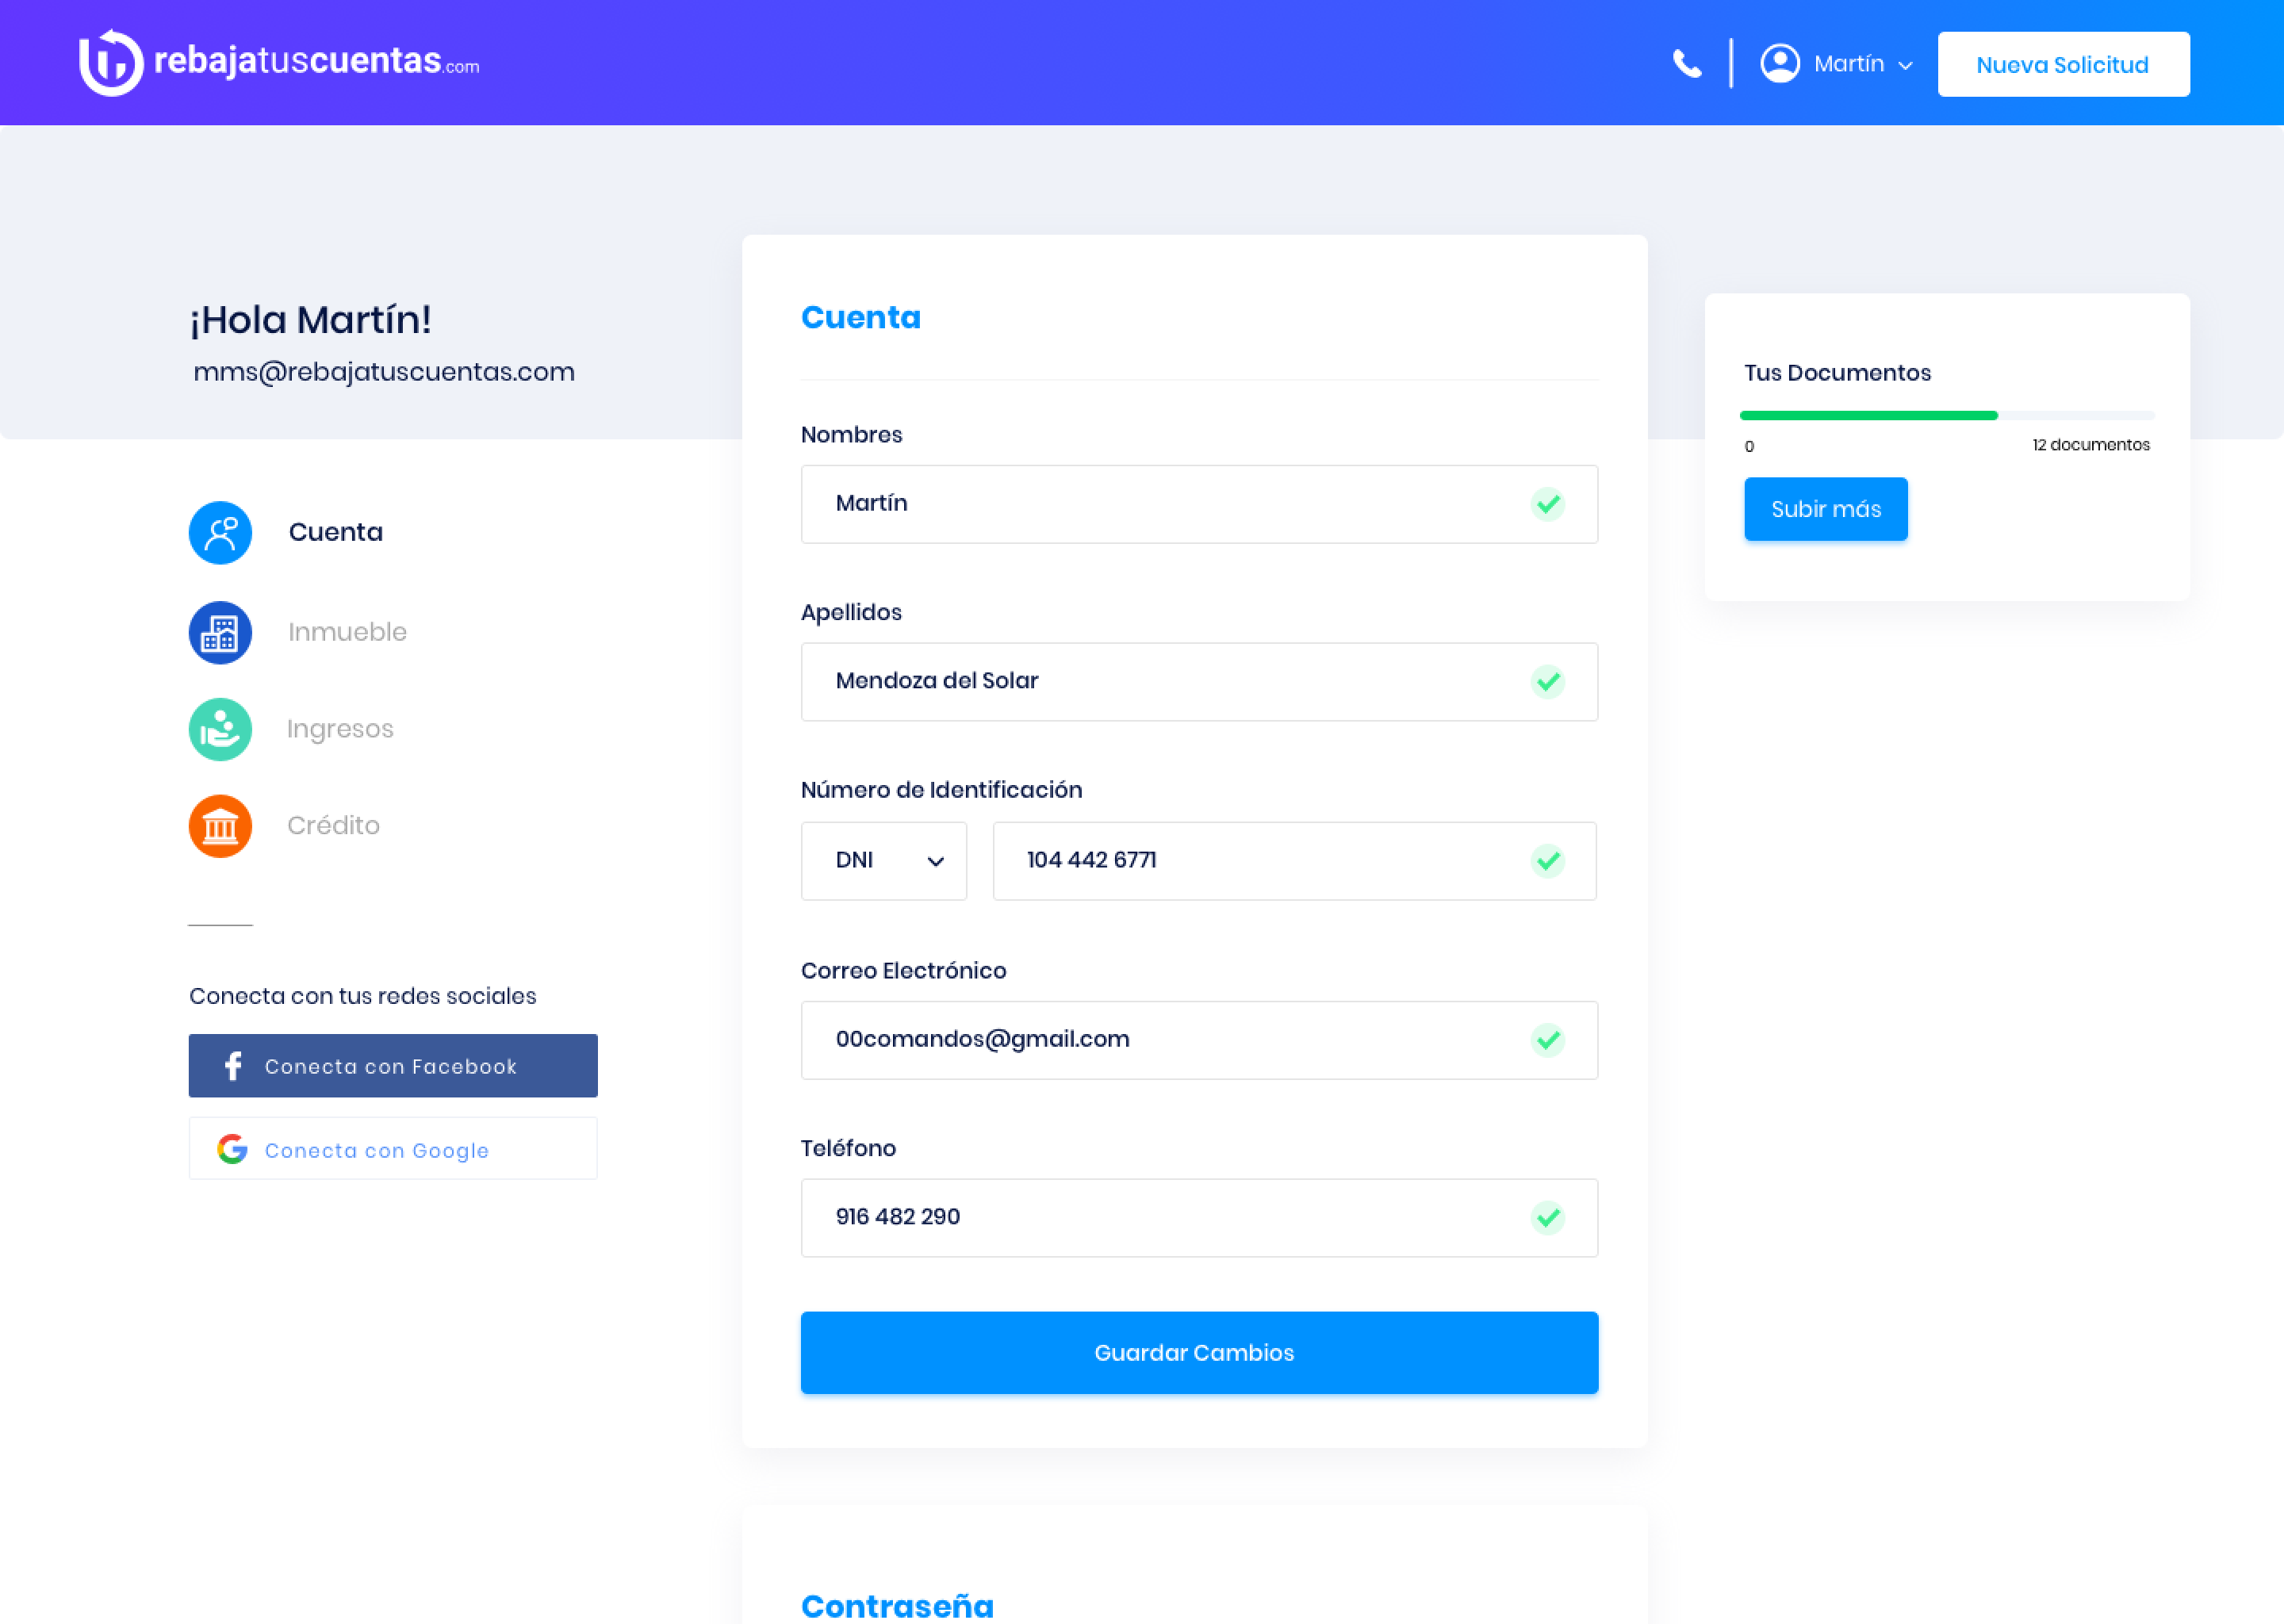 rebajatuscuentas.com
Martín
Nueva Solicitud
¡Hola Martín!
mms@rebajatuscuentas.com
Cuenta
Inmueble
Ingresos
Crédito
Conecta con tus redes sociales
Conecta con Facebook
Conecta con Google
Cuenta
Nombres
Martín
Apellidos
Mendoza del Solar
Número de Identificación
DNI 104 442 6771
Correo Electrónico
00comandos@gmail.com
Teléfono
916 482 290
Guardar Cambios
Contraseña
Tus Documentos
0 12 documentos
Subir más